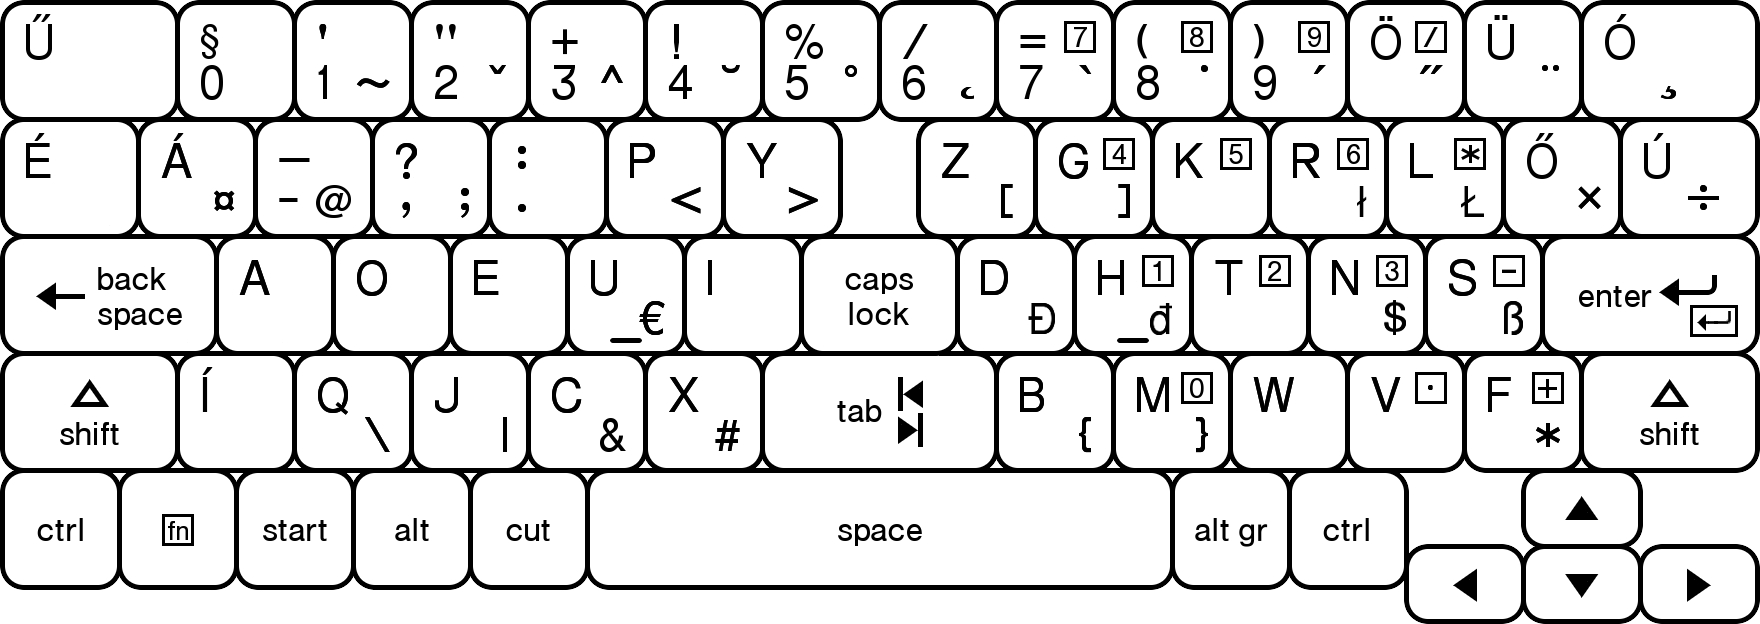 Ű § ' " + ! % / = 7 ( 8 ) 9 Ö / Ü Ó
0 1 ~ 2 ˇ 3 ^ 4 ˘ 5 ° 6 ˛ 7 ` 8 ˙ 9 ´ ˝ ¨ ¸
É Á – ? : P Y Z G 4 K 5 R 6 L * Ő Ú
¤ - @ , ; . < > [ ] ł Ł × ÷
back
space
A O E U I
caps
lock
D H 1 T 2 N 3 S -
enter
_ € Đ _ đ $ ß
shift
Í Q J C X
\ | & #
tab
B M 0 W V . F +
{ } *
shift
ctrl fn start alt cut space alt gr ctrl